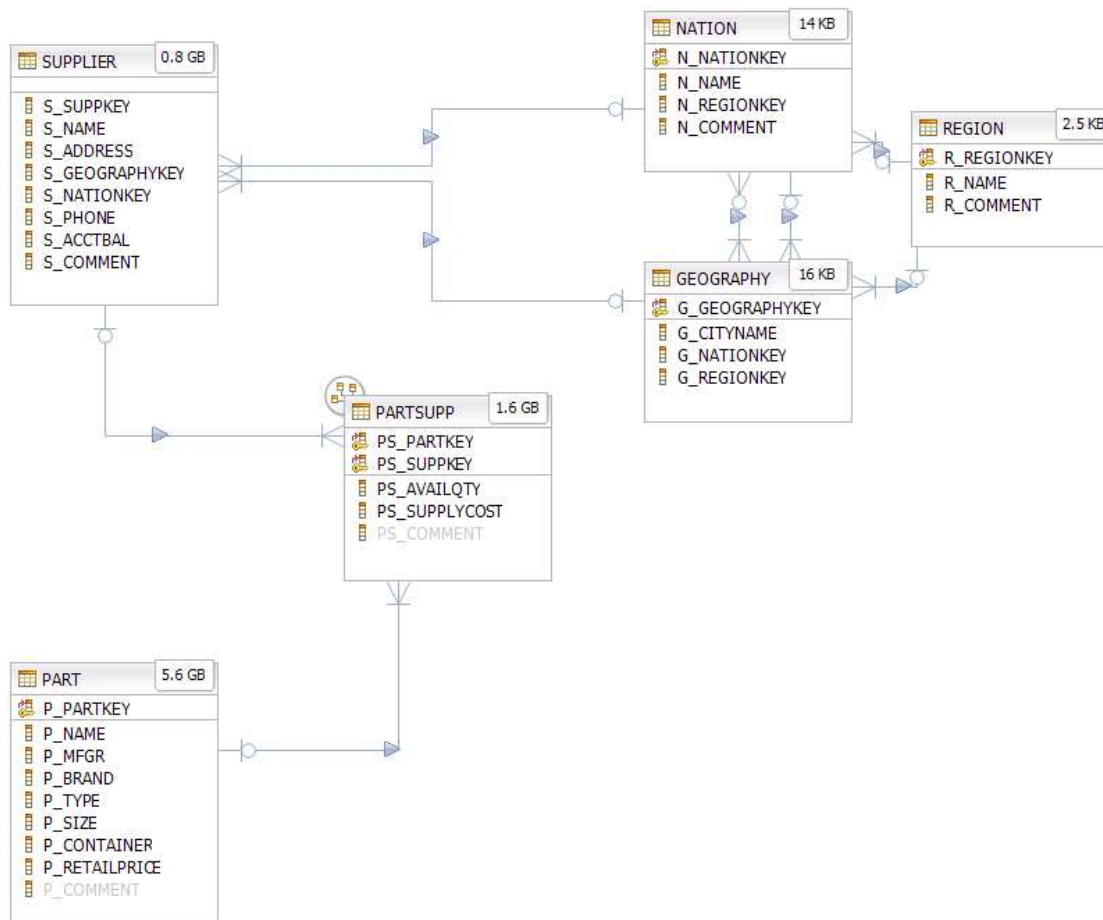 SUPPLIER 0.8 GB
S_SUPPKEY
S_NAME
S_ADDRESS
S_GEOGRAPHYKEY
S_NATIONKEY
S_PHONE
S_ACCTBAL
S_COMMENT
NATION 14 KB
N_NATIONKEY
N_NAME
N_REGIONKEY
N_COMMENT
REGION 2.5 KB
R_REGIONKEY
R_NAME
R_COMMENT
GEOGRAPHY 16 KB
G_GEOGRAPHYKEY
G_CITYNAME
G_NATIONKEY
G_REGIONKEY
PARTSUPP 1.6 GB
PS_PARTKEY
PS_SUPPKEY
PS_AVAILQTY
PS_SUPPLYCOST
PS_COMMENT
PART 5.6 GB
P_PARTKEY
P_NAME
P_MFGR
P_BRAND
P_TYPE
P_SIZE
P_CONTAINER
P_RETAILPRICE
P_COMMENT